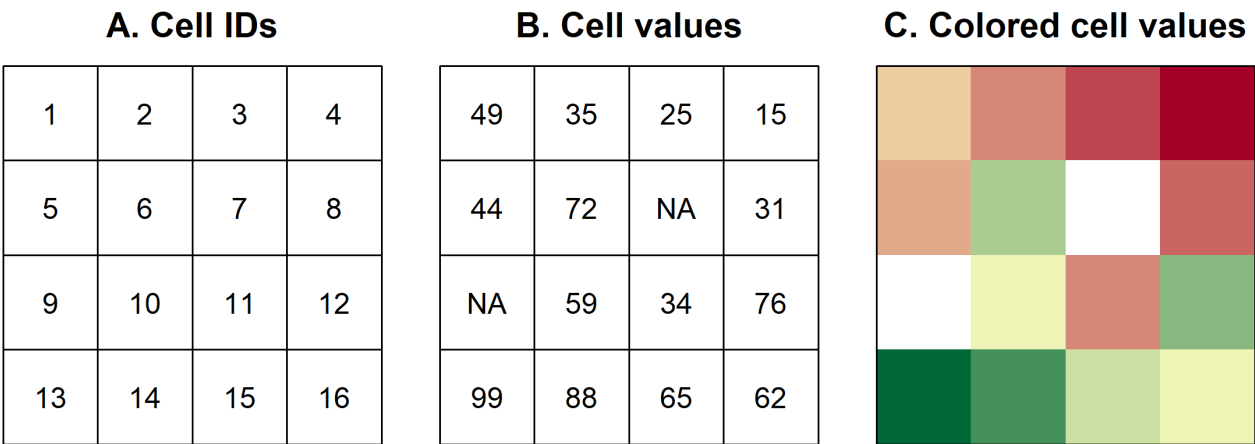 A. Cell IDs
1 2 3 4
5 6 7 8
9 10 11 12
13 14 15 16
B. Cell values
49 35 25 15
44 72 NA 31
NA 59 34 76
99 88 65 62
C. Colored cell values